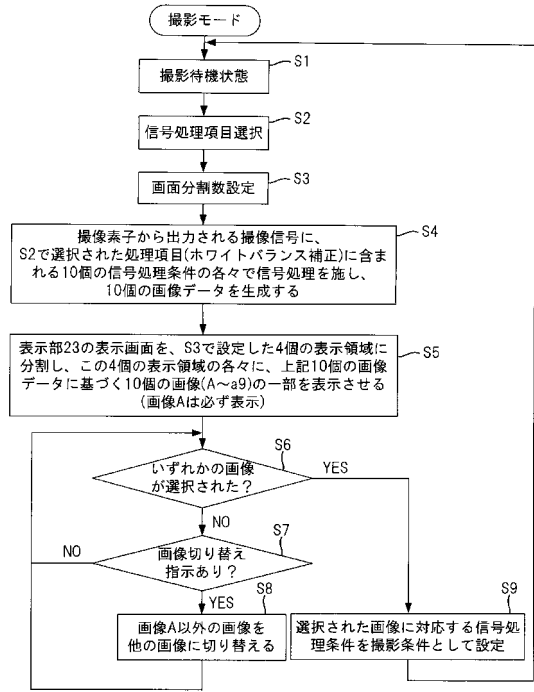 撮影モード
S1
撮影待機状態
S2
信号処理項目選択
S3
画面分割数設定
S4
撮像素子から出力される撮像信号に、
S2で選択された処理項目(ホワイトバランス補正)に含ま
れる10個の信号処理条件の各々で信号処理を施し、
10個の画像データを生成する
S5
表示部23の表示画面を、S3で設定した4個の表示領域に
分割し、この4個の表示領域の各々に、上記10個の画像
データに基づく10個の画像(A～a9)の一部を表示させる
(画像Aは必ず表示)
S6
いずれかの画像
が選択された？
YES
NO
S7
画像切り替え
指示あり？
NO
YES
S8
画像A以外の画像を
他の画像に切り替える
S9
選択された画像に対応する信号処
理条件を撮影条件として設定